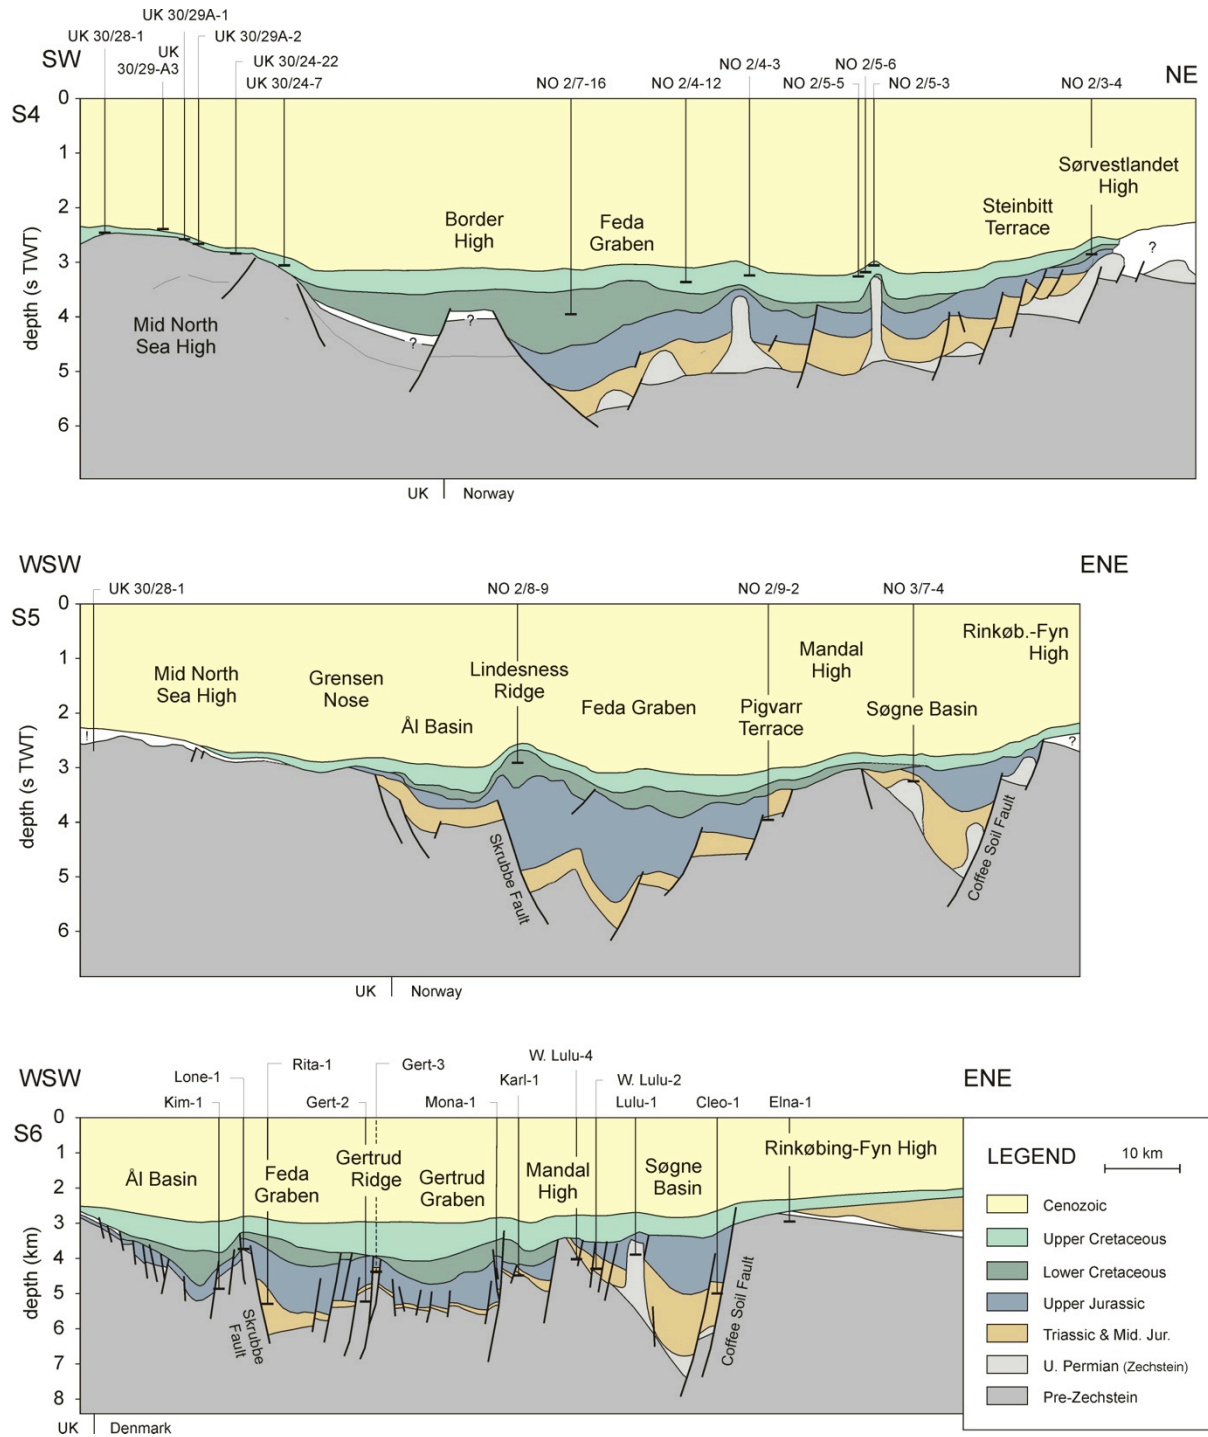 UK 30/29A-1
UK 30/28-1
UK
30/29-A3
UK 30/29A-2
UK 30/24-22
UK 30/24-7
NO 2/7-16
NO 2/4-12
NO 2/4-3
NO 2/5-6
NO 2/5-5
NO 2/5-3
NO 2/3-4
SW
NE
S4
0
1
2
3
4
5
6
depth (s TWT)
Mid North
Sea High
Border
High
Feda
Graben
Steinbitt
Terrace
Sørvestlandet
High
?
?
?
UK
Norway
WSW
ENE
UK 30/28-1
NO 2/8-9
NO 2/9-2
NO 3/7-4
S5
0
1
2
3
4
5
6
depth (s TWT)
Mid North
Sea High
Grensen
Nose
Ål Basin
Lindesness
Ridge
Feda Graben
Pigvarr
Terrace
Mandal
High
Søgne Basin
Rinkøb.-Fyn
High
!
?
Skrubbe Fault
Coffee Soil Fault
UK
Norway
WSW
ENE
Lone-1
Kim-1
Rita-1
Gert-2
Gert-3
Mona-1
Karl-1
W. Lulu-4
W. Lulu-2
Lulu-1
Cleo-1
Elna-1
S6
0
1
2
3
4
5
6
7
8
depth (km)
Ål Basin
Feda
Graben
Gertrud
Ridge
Gertrud
Graben
Mandal
High
Søgne
Basin
Rinkøbing-Fyn High
Skrubbe
Fault
Coffee Soil Fault
UK
Denmark
LEGEND
10 km
Cenozoic
Upper Cretaceous
Lower Cretaceous
Upper Jurassic
Triassic & Mid. Jur.
U. Permian (Zechstein)
Pre-Zechstein